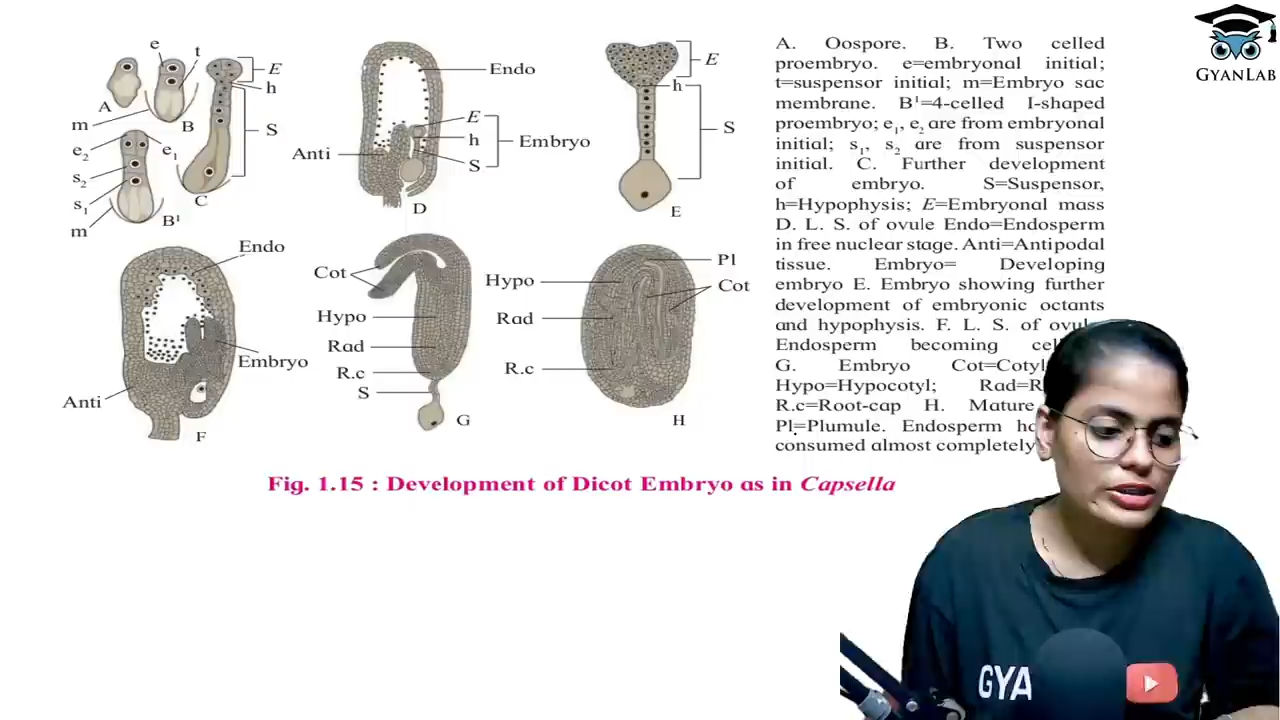 GYANLAB
e
t
E
h
A
m
B
S
e2
e1
s2
s1
m
B1
C
Endo
E
h
Embryo
S
Anti
D
E
h
S
E
Endo
Embryo
Anti
F
Cot
Hypo
Rad
R.c
S
G
Pl
Hypo
Cot
Rad
R.c
H
A. Oospore. B. Two celled
proembryo. e=embryonal initial;
t=suspensor initial; m=Embryo sac
membrane. B1=4-celled I-shaped
proembryo; e1, e2 are from embryonal
initial; s1, s2 are from suspensor
initial. C. Further development
of embryo. S=Suspensor,
h=Hypophysis; E=Embryonal mass
D. L. S. of ovule Endo=Endosperm
in free nuclear stage. Anti=Antipodal
tissue. Embryo= Developing
embryo E. Embryo showing further
development of embryonic octants
and hypophysis. F. L. S. of
Endosperm becoming
G. Embryo
Hypo=Hypocotyl;
R.c=Root-cap H. Mature
Pl=Plumule. Endosperm
consumed almost completely
Fig. 1.15 : Development of Dicot Embryo as in Capsella
GYA